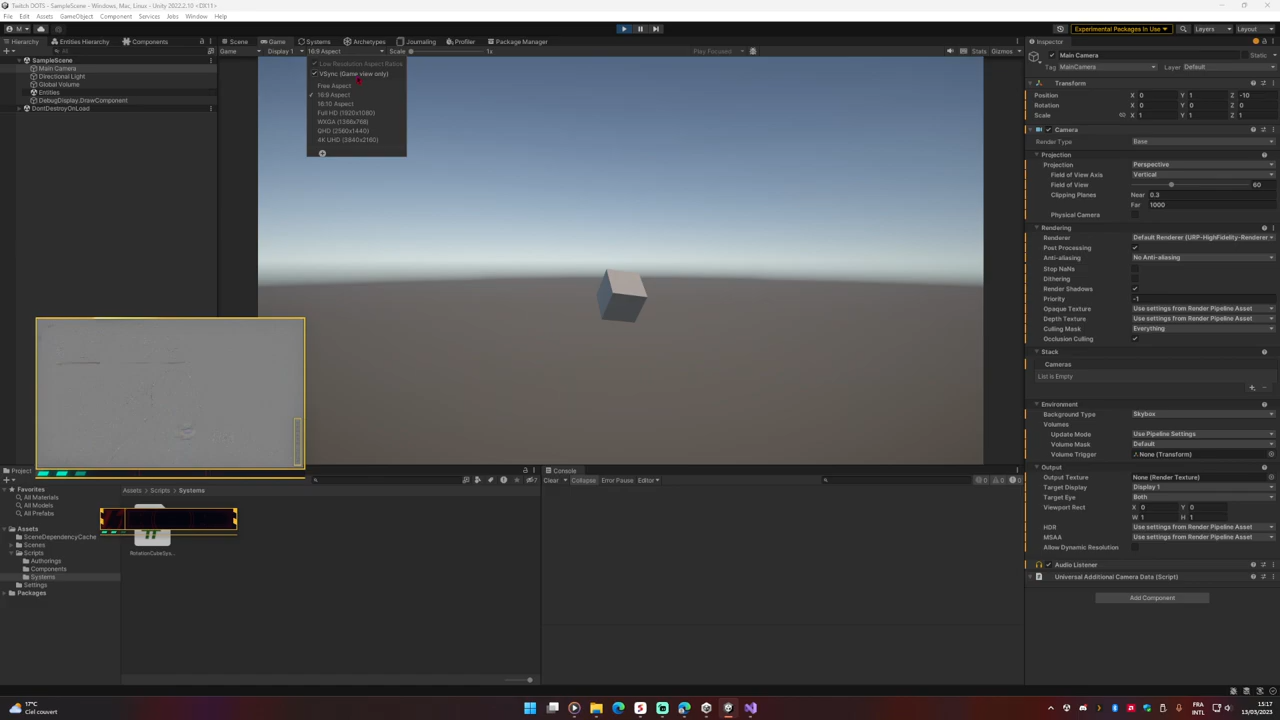 Twitch DOTS - SampleScene - Windows, Mac, Linux - Unity 2022.2.10 <DX11>
File Edit Assets GameObject Component Services Jobs Window Help
M
Experimental Packages In Use
Layers
Layout
Hierarchy Entities Hierarchy Components
All
SampleScene
Main Camera
Directional Light
Global Volume
Entities
DebugDisplay.DrawComponent
DontDestroyOnLoad
Scene Game Systems Archetypes Journaling Profiler Package Manager
Game Display 1 16:9 Aspect Scale 1x Play Focused Stats Gizmos
Low Resolution Aspect Ratios
VSync (Game view only)
Free Aspect
16:9 Aspect
16:10 Aspect
Full HD (1920x1080)
WXGA (1366x768)
QHD (2560x1440)
4K UHD (3840x2160)
Inspector
Main Camera Static
Tag MainCamera Layer Default
Transform
Position X 0 Y 1 Z -10
Rotation X 0 Y 0 Z 0
Scale X 1 Y 1 Z 1
Camera
Render Type Base
Projection
Projection Perspective
Field of View Axis Vertical
Field of View 60
Clipping Planes Near 0.3
Far 1000
Physical Camera
Rendering
Renderer Default Renderer (URP-HighFidelity-Renderer
Post Processing
Anti-aliasing No Anti-aliasing
Stop NaNs
Dithering
Render Shadows
Priority -1
Opaque Texture Use settings from Render Pipeline Asset
Depth Texture Use settings from Render Pipeline Asset
Culling Mask Everything
Occlusion Culling
Stack
Cameras
List is Empty
Environment
Background Type Skybox
Volumes
Update Mode Use Pipeline Settings
Volume Mask Default
Volume Trigger None (Transform)
Output
Output Texture None (Render Texture)
Target Display Display 1
Target Eye Both
Viewport Rect X 0 Y 0
W 1 H 1
HDR Use settings from Render Pipeline Asset
MSAA Use settings from Render Pipeline Asset
Allow Dynamic Resolution
Audio Listener
Universal Additional Camera Data (Script)
Add Component
Project
Favorites
All Materials
All Models
All Prefabs
Assets
SceneDependencyCache
Scenes
Scripts
Authorings
Components
Systems
Settings
Packages
Assets > Scripts > Systems
RotationCubeSys...
Console
Clear Collapse Error Pause Editor 0 0 0
17°C
Ciel couvert
FRA
INTL
15:17
13/03/2023